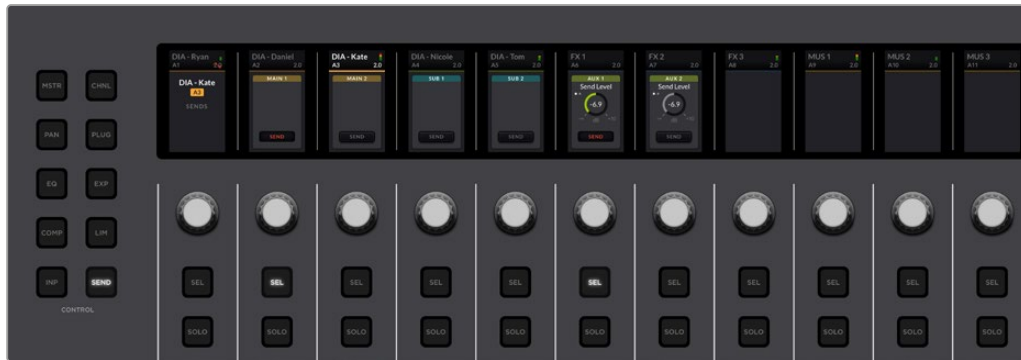 DIA - Ryan
A1 2.0
DIA - Daniel
A2 2.0
DIA - Kate
A3 2.0
DIA - Nicole
A4 2.0
DIA - Tom
A5 2.0
FX 1
A6 2.0
FX 2
A7 2.0
FX 3
A8 2.0
MUS 1
A9 2.0
MUS 2
A10 2.0
MUS 3
A11 2.0
DIA - Kate
A3
SENDS
MAIN 1
SEND
MAIN 2
SEND
SUB 1
SEND
SUB 2
SEND
AUX 1
Send Level
-6.9
-∞ dB +10
SEND
AUX 2
Send Level
-6.9
-∞ dB +10
SEND
MSTR CHNL
PAN PLUG
EQ EXP
COMP LIM
INP SEND
CONTROL
SEL SEL SEL SEL SEL SEL SEL SEL SEL SEL SEL
SOLO SOLO SOLO SOLO SOLO SOLO SOLO SOLO SOLO SOLO SOLO